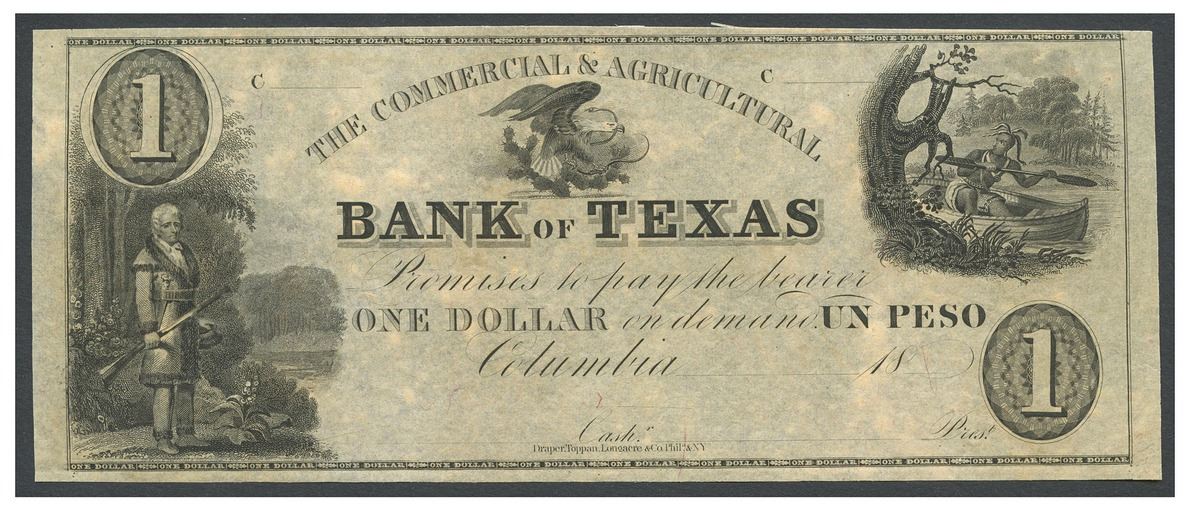 ONE DOLLAR ONE DOLLAR ONE DOLLAR ONE DOLLAR ONE DOLLAR ONE DOLLAR ONE DOLLAR ONE DOLLAR ONE DOLLAR ONE DOLLAR ONE DOLLAR ONE DOLLAR
1
C C
THE COMMERCIAL & AGRICULTURAL
BANK OF TEXAS
Promises to pay the bearer
ONE DOLLAR on demand. UN PESO
Columbia 18
1
Cash.r Pres.t
Draper, Toppan, Longacre & Co. Phil.a & NY
ONE DOLLAR ONE DOLLAR ONE DOLLAR ONE DOLLAR ONE DOLLAR ONE DOLLAR ONE DOLLAR ONE DOLLAR ONE DOLLAR ONE DOLLAR ONE DOLLAR ONE DOLLAR